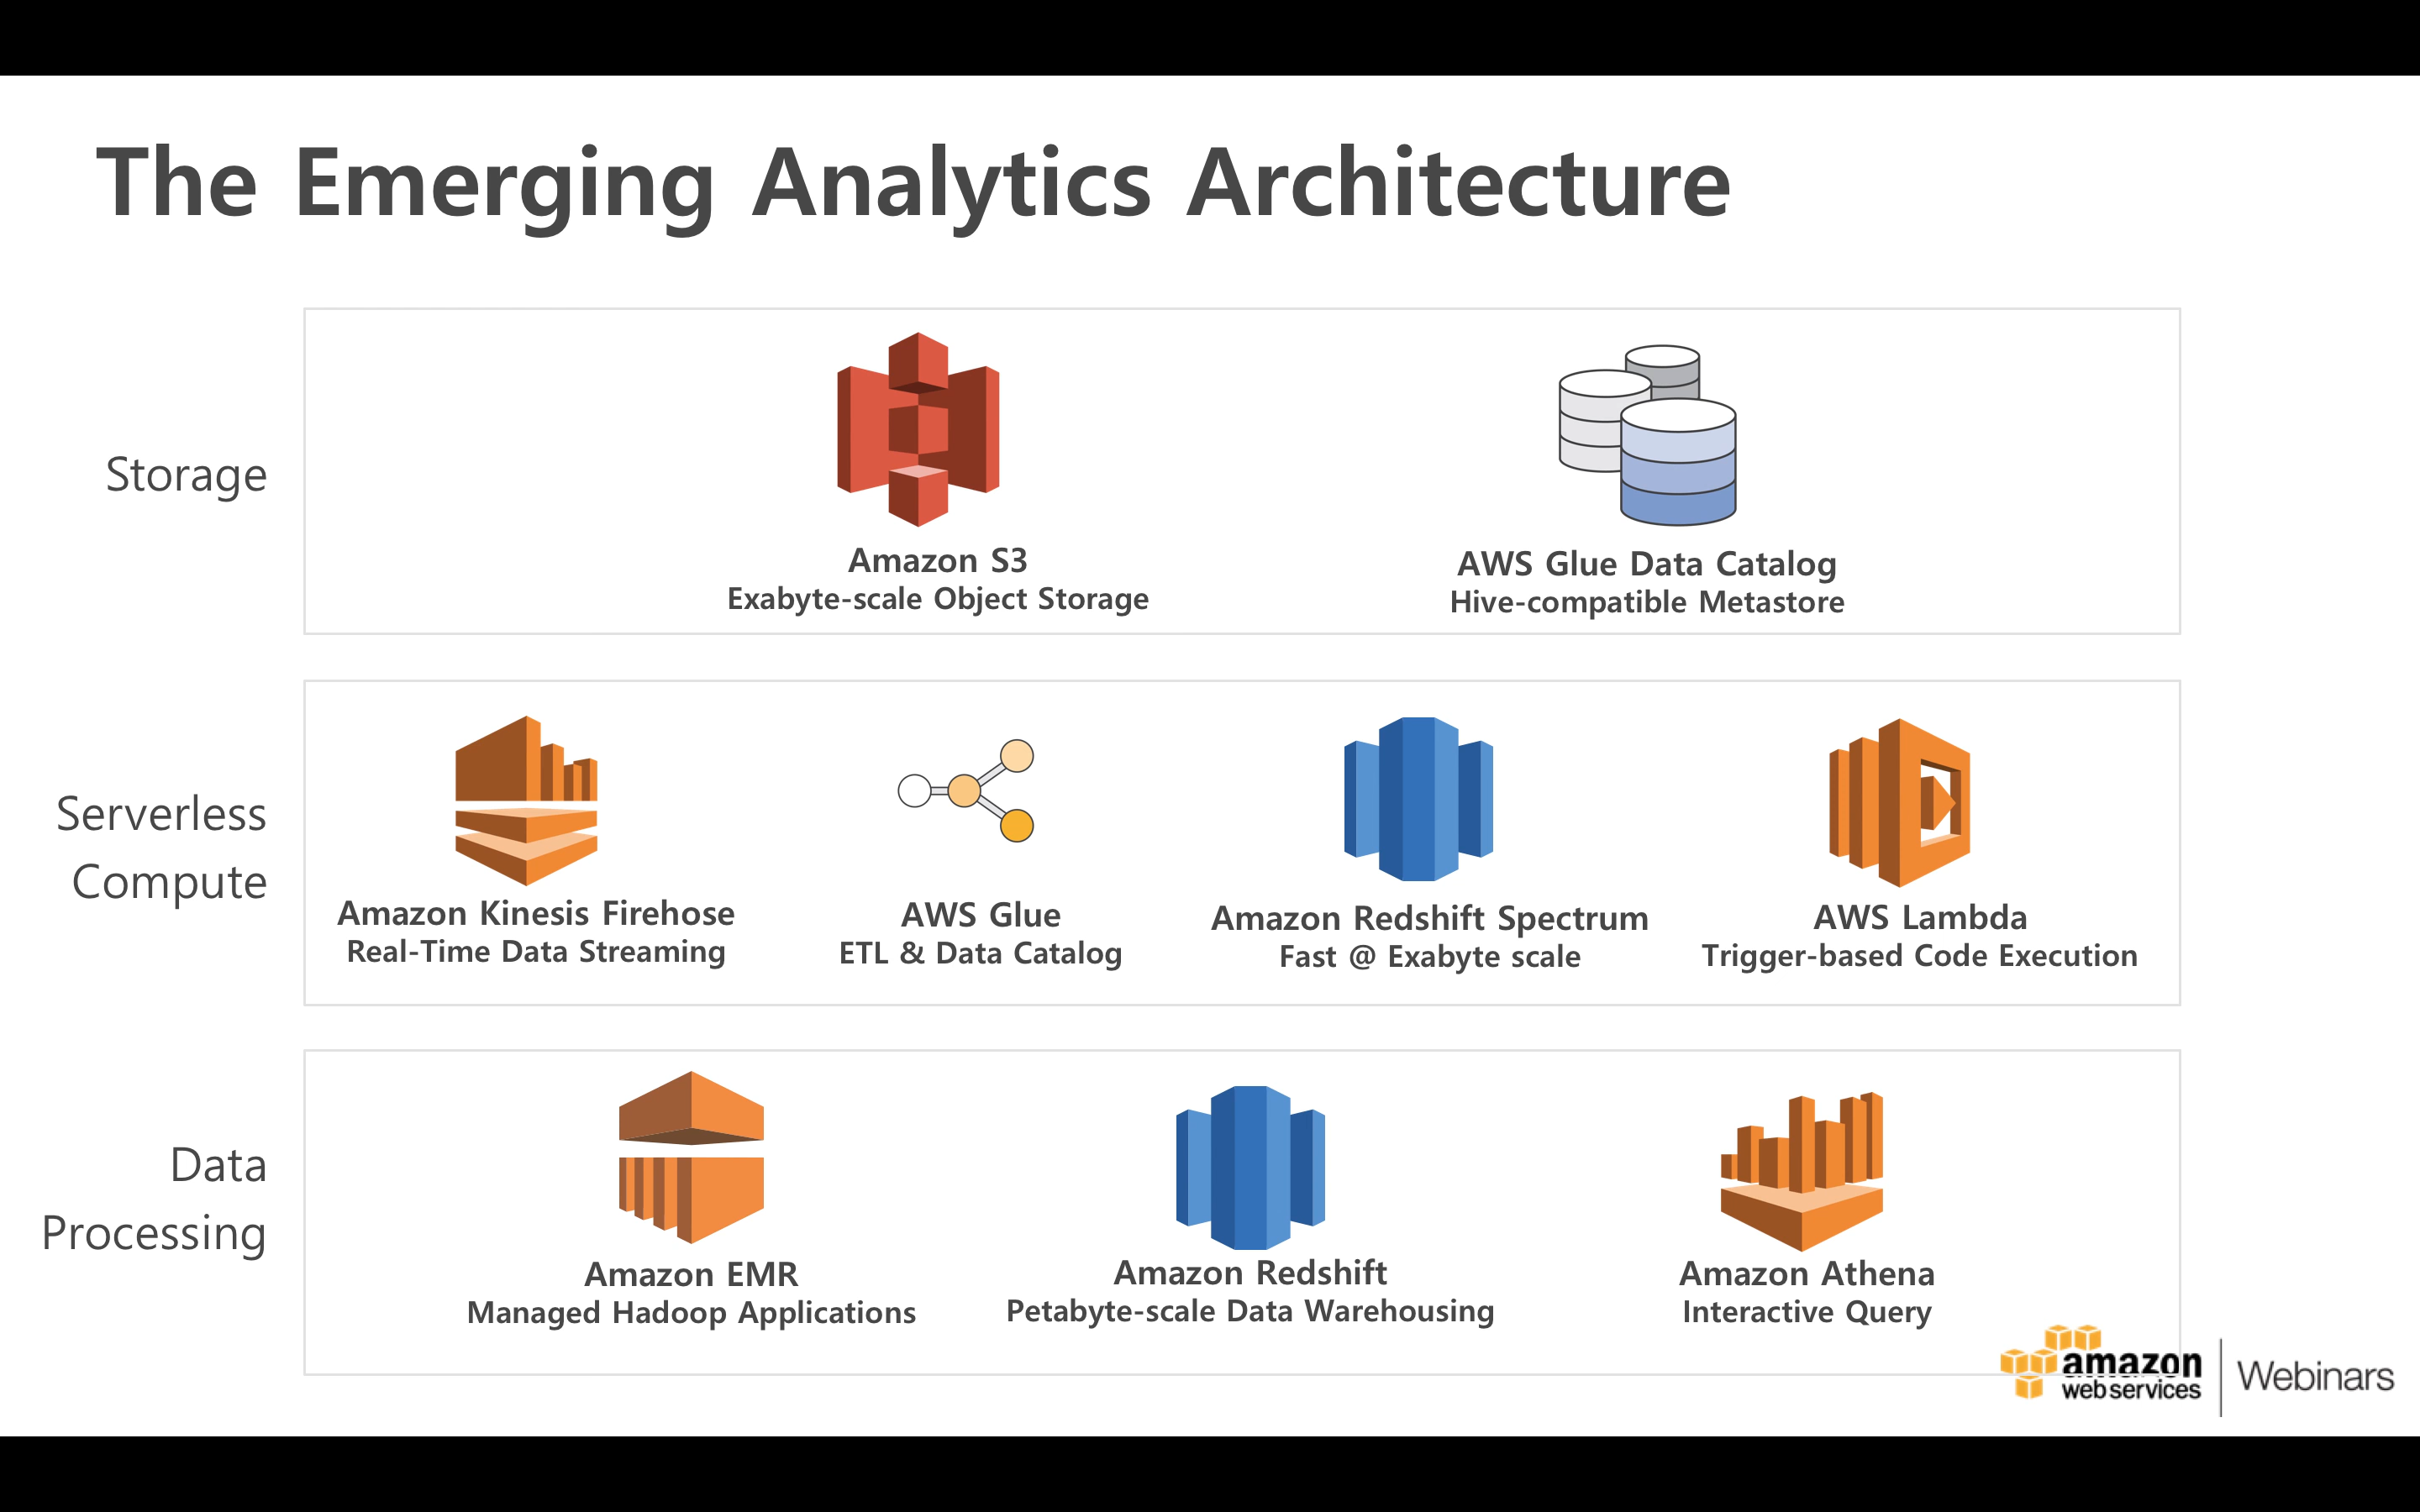 The Emerging Analytics Architecture
Storage
Amazon S3
Exabyte-scale Object Storage
AWS Glue Data Catalog
Hive-compatible Metastore
Serverless
Compute
Amazon Kinesis Firehose
Real-Time Data Streaming
AWS Glue
ETL & Data Catalog
Amazon Redshift Spectrum
Fast @ Exabyte scale
AWS Lambda
Trigger-based Code Execution
Data
Processing
Amazon EMR
Managed Hadoop Applications
Amazon Redshift
Petabyte-scale Data Warehousing
Amazon Athena
Interactive Query
amazon
web services
Webinars